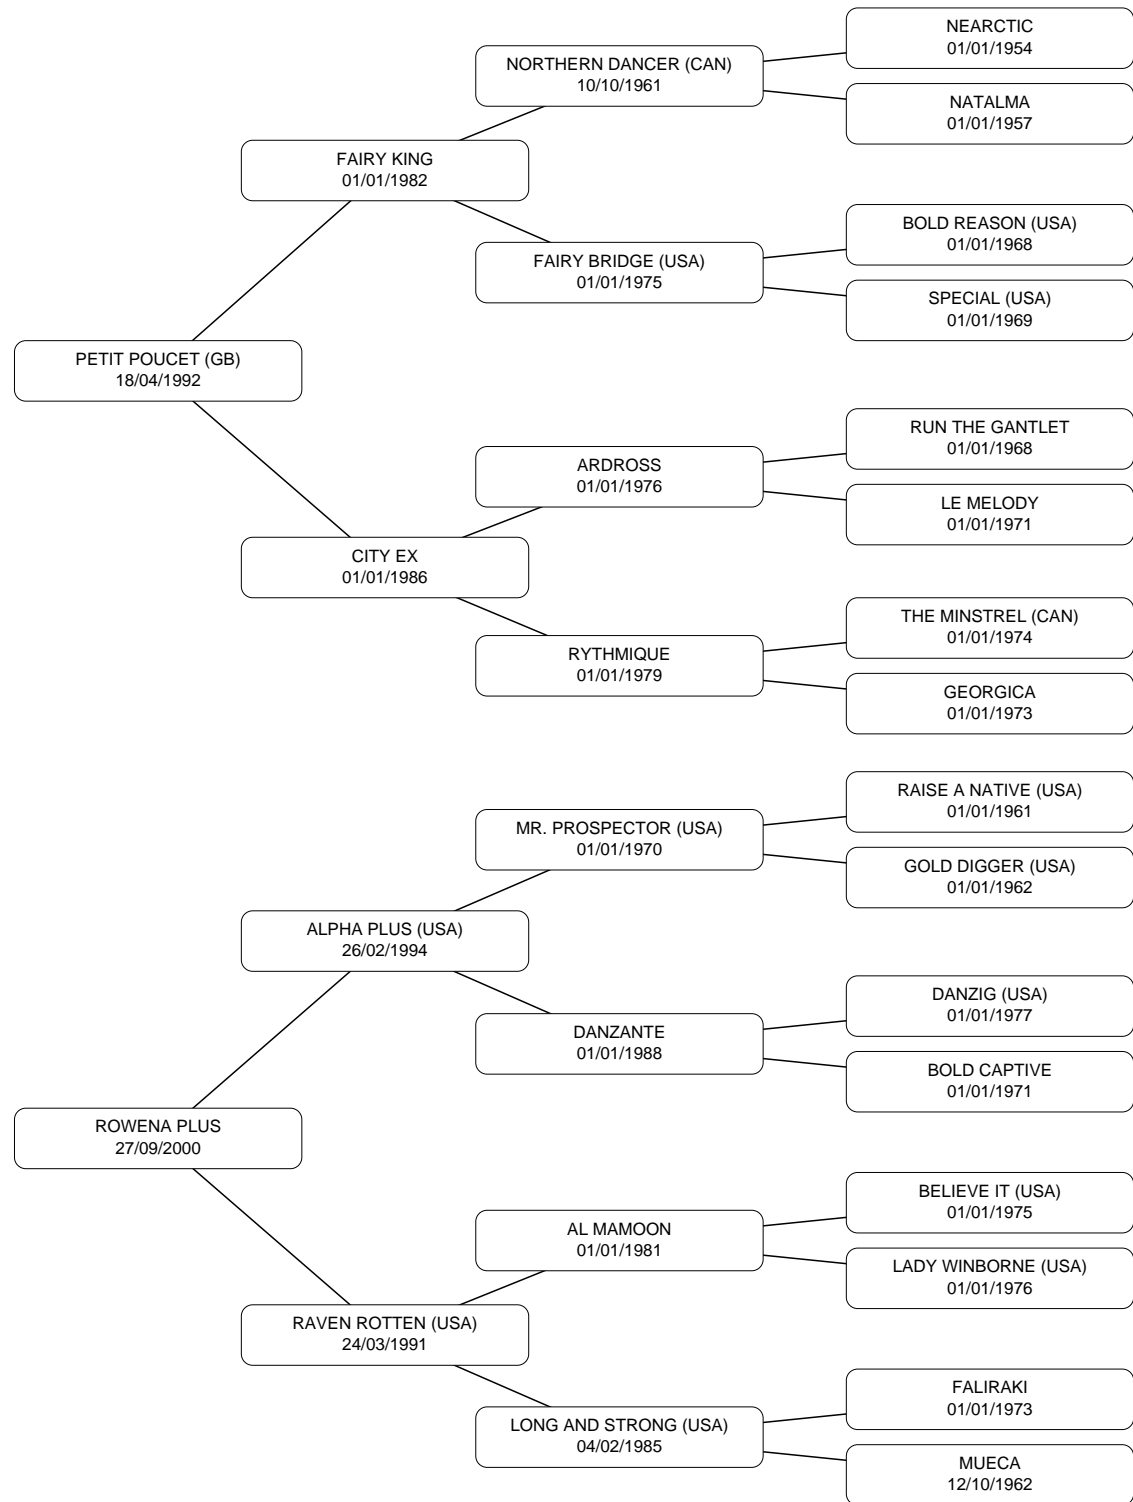 NEARCTIC
01/01/1954
NORTHERN DANCER (CAN)
10/10/1961
NATALMA
01/01/1957
FAIRY KING
01/01/1982
BOLD REASON (USA)
01/01/1968
FAIRY BRIDGE (USA)
01/01/1975
SPECIAL (USA)
01/01/1969
PETIT POUCET (GB)
18/04/1992
RUN THE GANTLET
01/01/1968
ARDROSS
01/01/1976
LE MELODY
01/01/1971
CITY EX
01/01/1986
THE MINSTREL (CAN)
01/01/1974
RYTHMIQUE
01/01/1979
GEORGICA
01/01/1973
RAISE A NATIVE (USA)
01/01/1961
MR. PROSPECTOR (USA)
01/01/1970
GOLD DIGGER (USA)
01/01/1962
ALPHA PLUS (USA)
26/02/1994
DANZIG (USA)
01/01/1977
DANZANTE
01/01/1988
BOLD CAPTIVE
01/01/1971
ROWENA PLUS
27/09/2000
BELIEVE IT (USA)
01/01/1975
AL MAMOON
01/01/1981
LADY WINBORNE (USA)
01/01/1976
RAVEN ROTTEN (USA)
24/03/1991
FALIRAKI
01/01/1973
LONG AND STRONG (USA)
04/02/1985
MUECA
12/10/1962